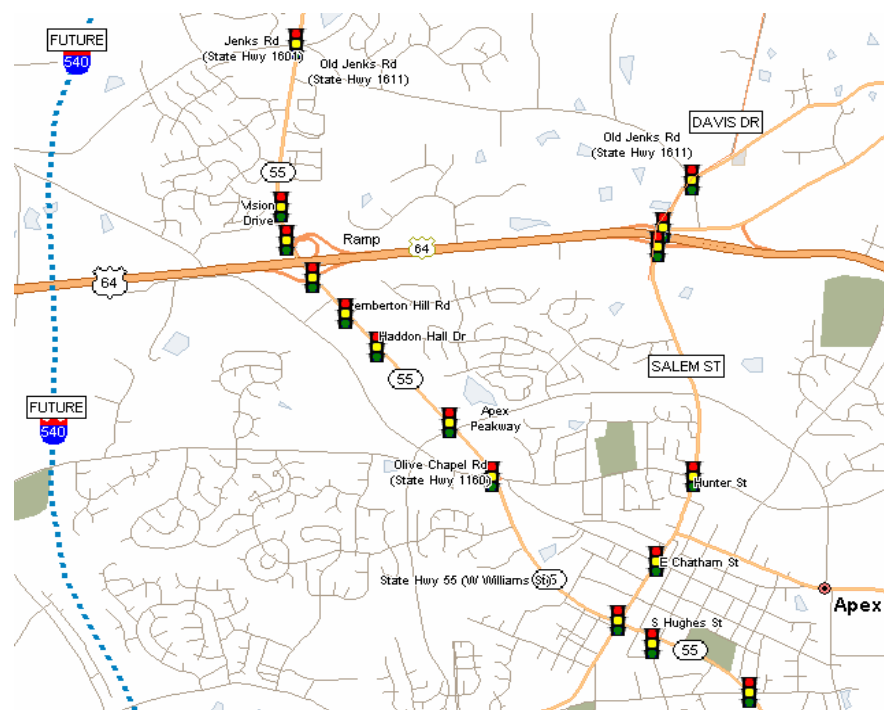 FUTURE
540
Jenks Rd
(State Hwy 1601)
Old Jenks Rd
(State Hwy 1611)
DAVIS DR
Old Jenks Rd
(State Hwy 1611)
55
Vision
Drive
Ramp
64
64
emberton Hill Rd
Haddon Hall Dr
SALEM ST
55
FUTURE
540
Apex
Peakway
Olive Chapel Rd
(State Hwy 1160)
Hunter St
E Chatham St
State Hwy 55 (W Williams St)
5
Apex
S Hughes St
55